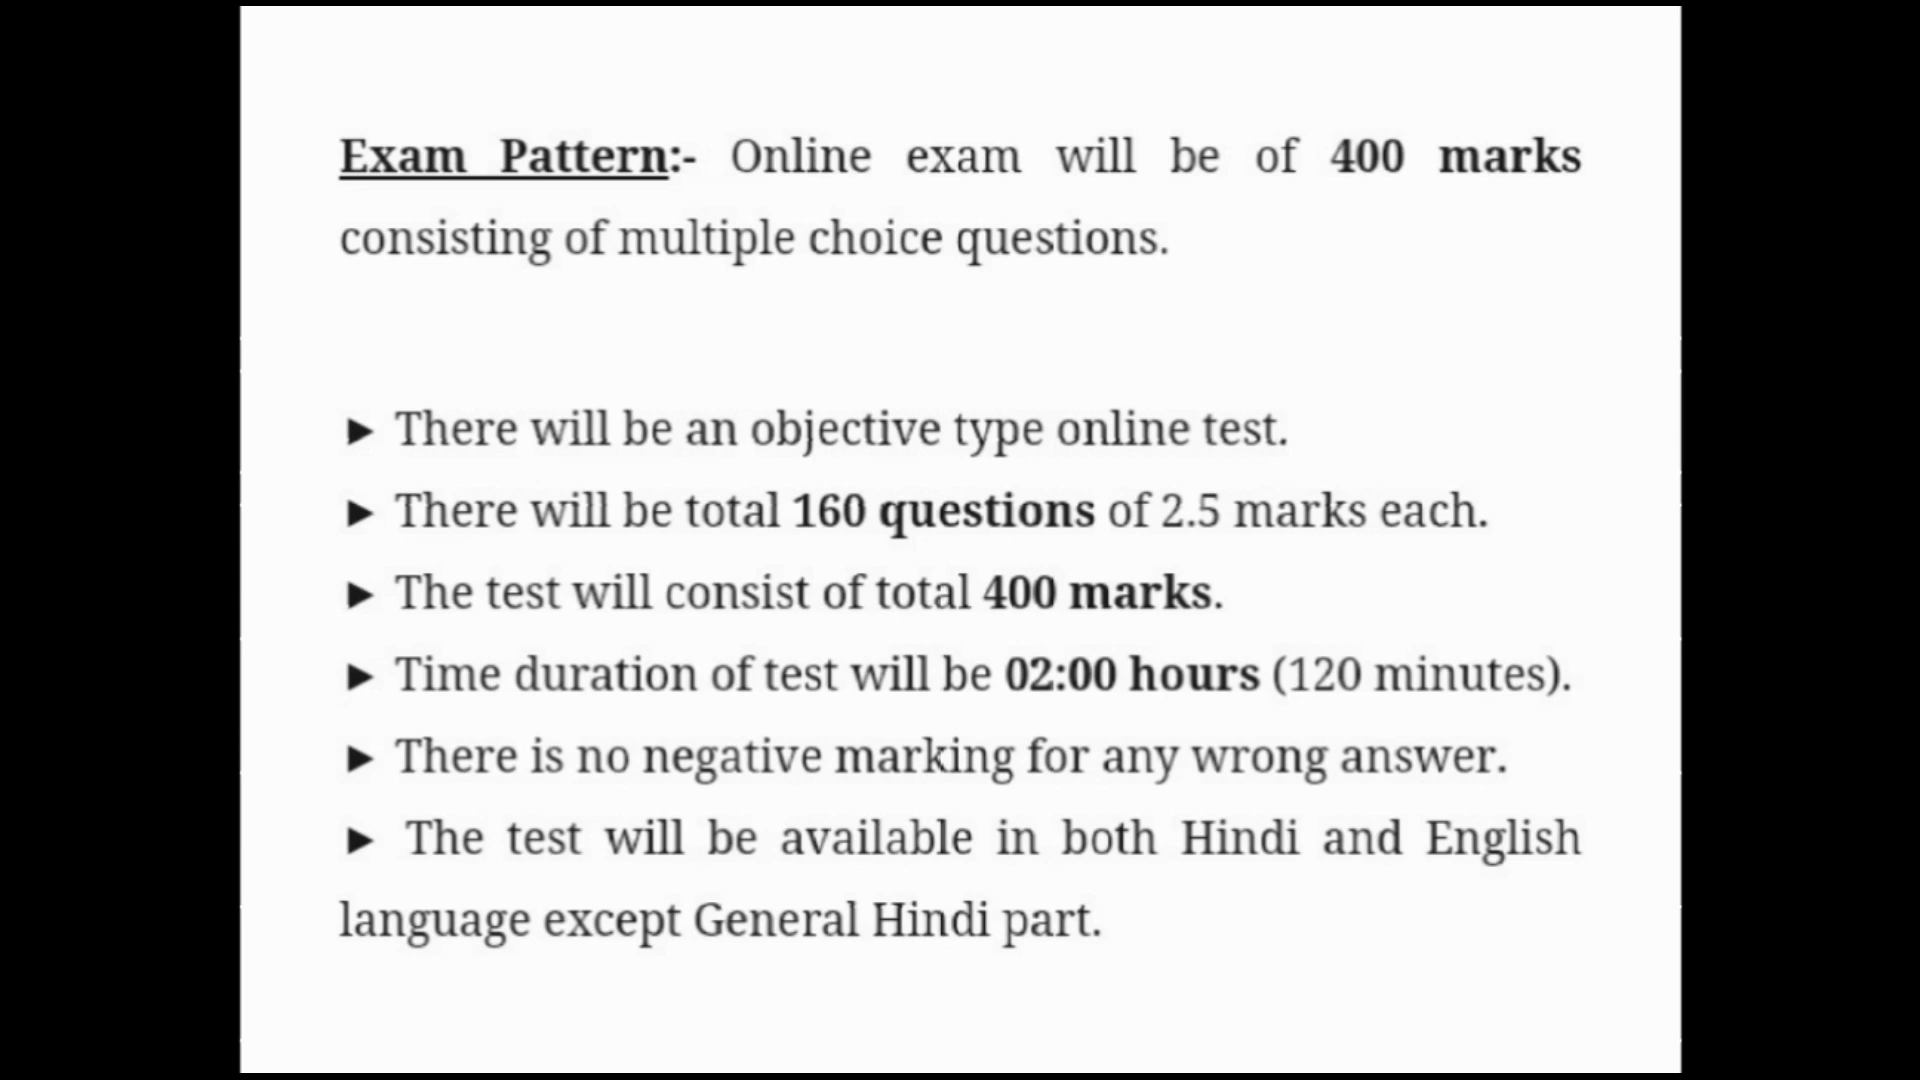 Exam Pattern:- Online exam will be of 400 marks
consisting of multiple choice questions.
► There will be an objective type online test.
► There will be total 160 questions of 2.5 marks each.
► The test will consist of total 400 marks.
► Time duration of test will be 02:00 hours (120 minutes).
► There is no negative marking for any wrong answer.
► The test will be available in both Hindi and English
language except General Hindi part.